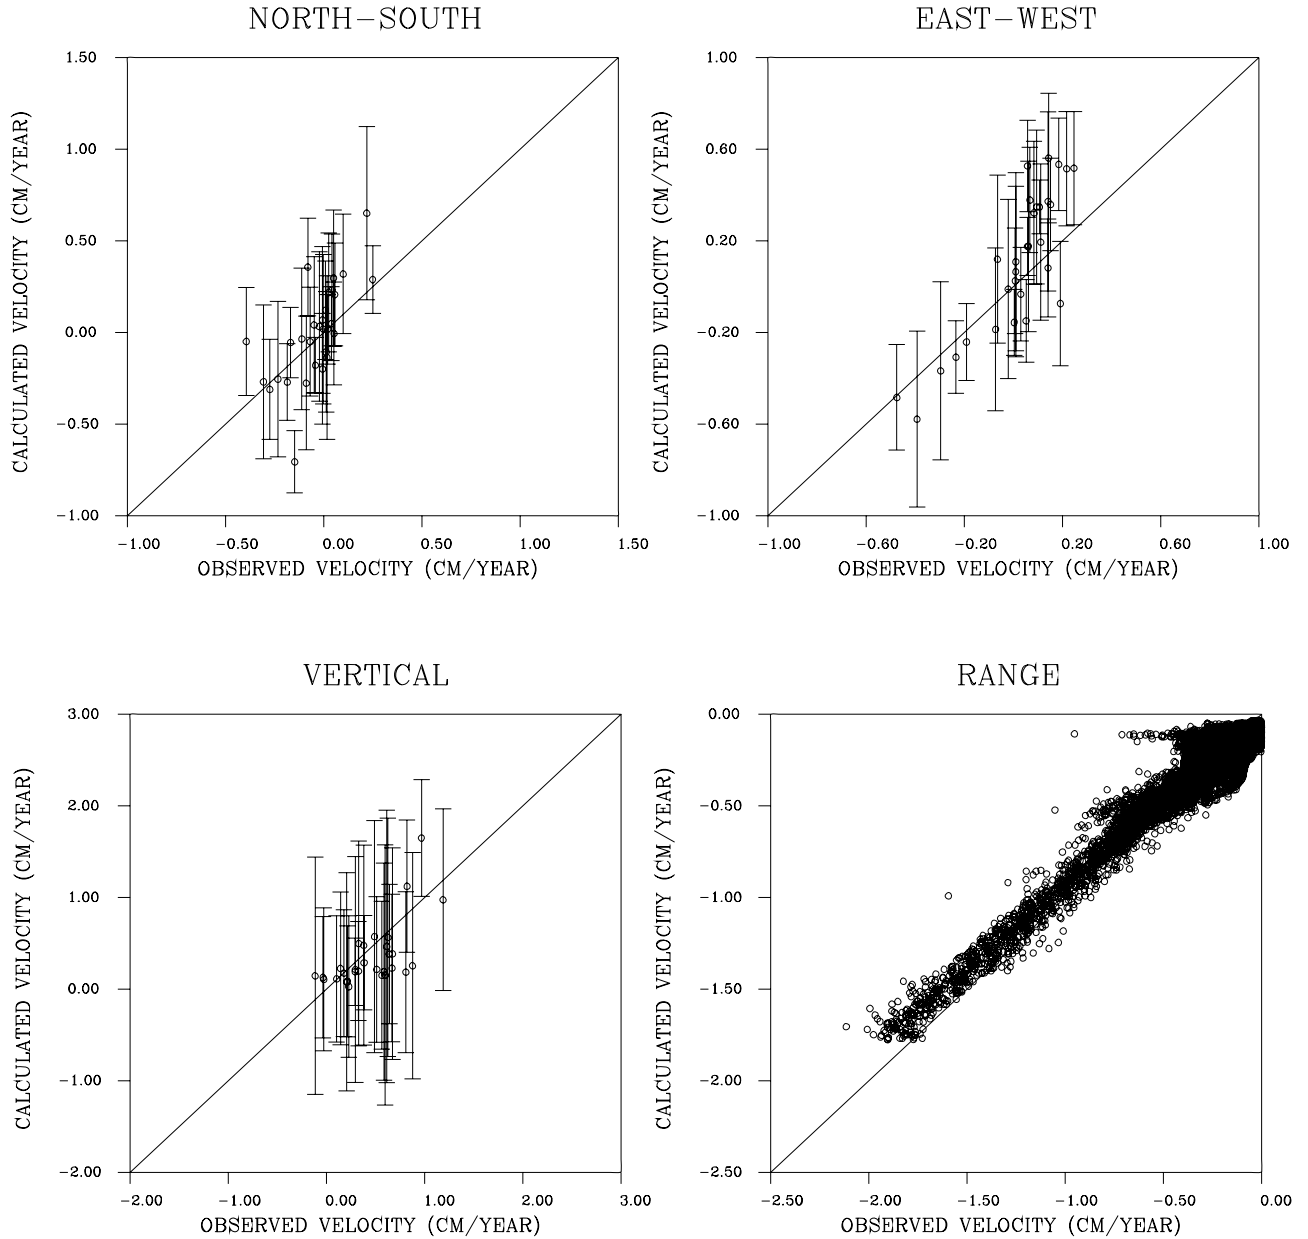 NORTH-SOUTH
CALCULATED VELOCITY (CM/YEAR)
1.50
1.00
0.50
0.00
-0.50
-1.00
-1.00 -0.50 0.00 0.50 1.00 1.50
OBSERVED VELOCITY (CM/YEAR)
EAST-WEST
CALCULATED VELOCITY (CM/YEAR)
1.00
0.60
0.20
-0.20
-0.60
-1.00
-1.00 -0.60 -0.20 0.20 0.60 1.00
OBSERVED VELOCITY (CM/YEAR)
VERTICAL
CALCULATED VELOCITY (CM/YEAR)
3.00
2.00
1.00
0.00
-1.00
-2.00
-2.00 -1.00 0.00 1.00 2.00 3.00
OBSERVED VELOCITY (CM/YEAR)
RANGE
CALCULATED VELOCITY (CM/YEAR)
0.00
-0.50
-1.00
-1.50
-2.00
-2.50
-2.50 -2.00 -1.50 -1.00 -0.50 0.00
OBSERVED VELOCITY (CM/YEAR)